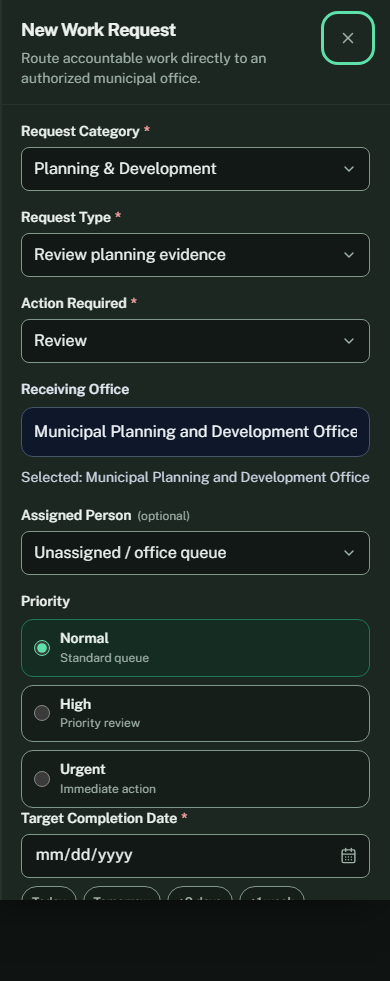 New Work Request
Route accountable work directly to an
authorized municipal office.
Request Category *
Planning & Development
Request Type *
Review planning evidence
Action Required *
Review
Receiving Office
Municipal Planning and Development Office
Selected: Municipal Planning and Development Office
Assigned Person (optional)
Unassigned / office queue
Priority
Normal
Standard queue
High
Priority review
Urgent
Immediate action
Target Completion Date *
mm/dd/yyyy